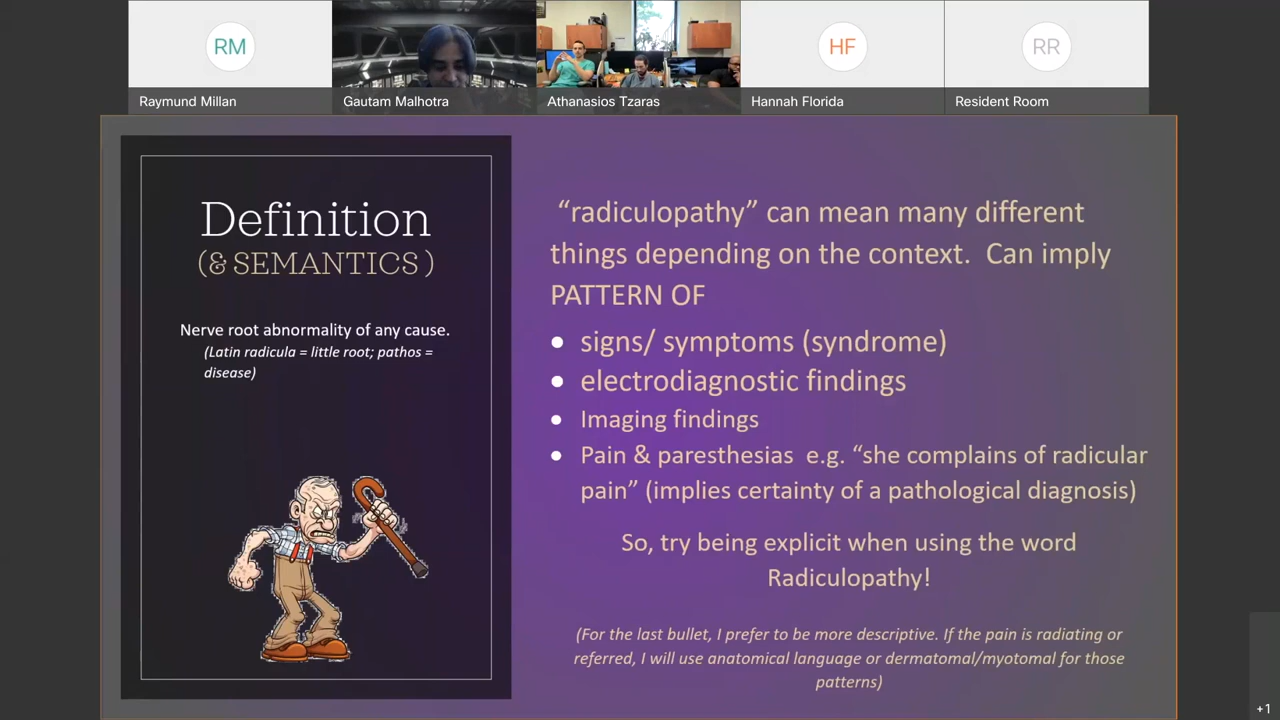 RM
HF
RR
Raymund Millan
Gautam Malhotra
Athanasios Tzaras
Hannah Florida
Resident Room
Definition
(& SEMANTICS )
Nerve root abnormality of any cause.
(Latin radicula = little root; pathos =
disease)
“radiculopathy” can mean many different
things depending on the context.  Can imply
PATTERN OF
• signs/ symptoms (syndrome)
• electrodiagnostic findings
• Imaging findings
• Pain & paresthesias  e.g. “she complains of radicular
pain” (implies certainty of a pathological diagnosis)
So, try being explicit when using the word
Radiculopathy!
(For the last bullet, I prefer to be more descriptive. If the pain is radiating or
referred, I will use anatomical language or dermatomal/myotomal for those
patterns)
+1